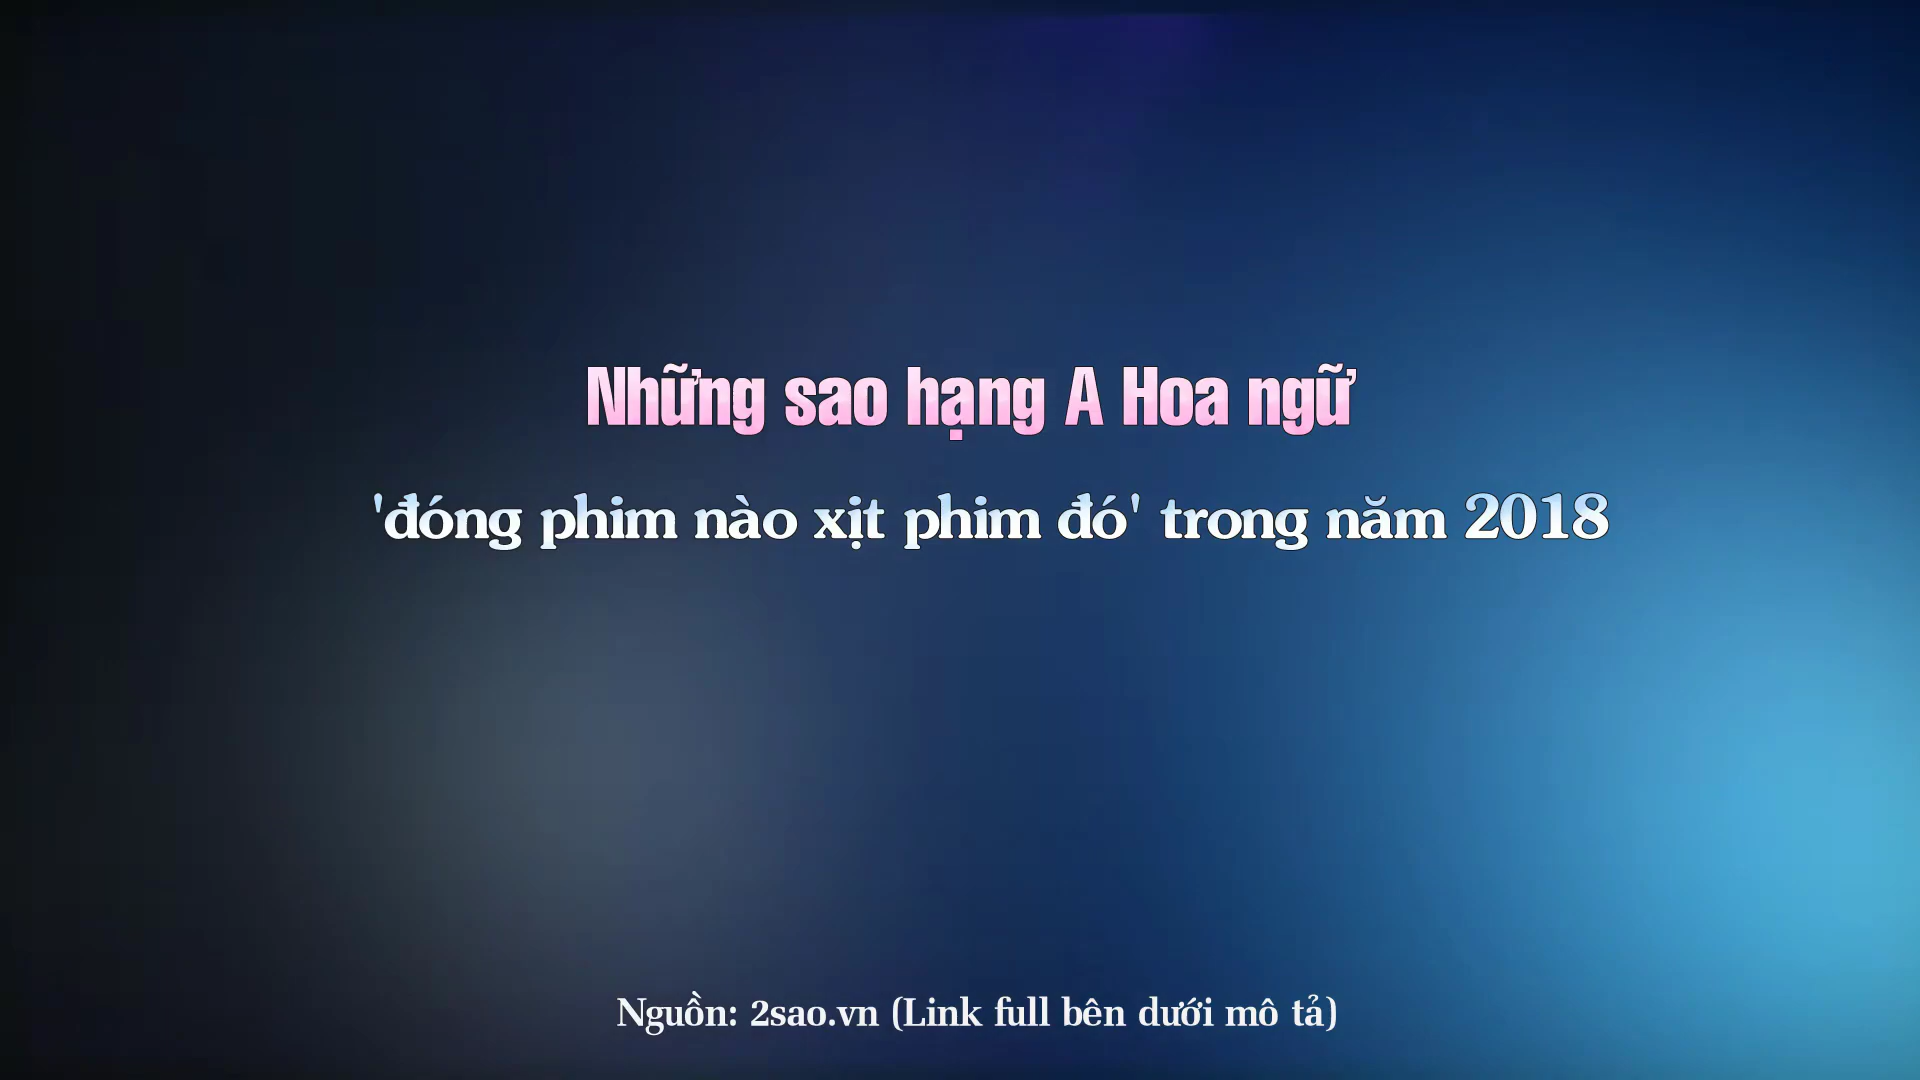 Những sao hạng A Hoa ngữ
'đóng phim nào xịt phim đó' trong năm 2018
Nguồn: 2sao.vn (Link full bên dưới mô tả)